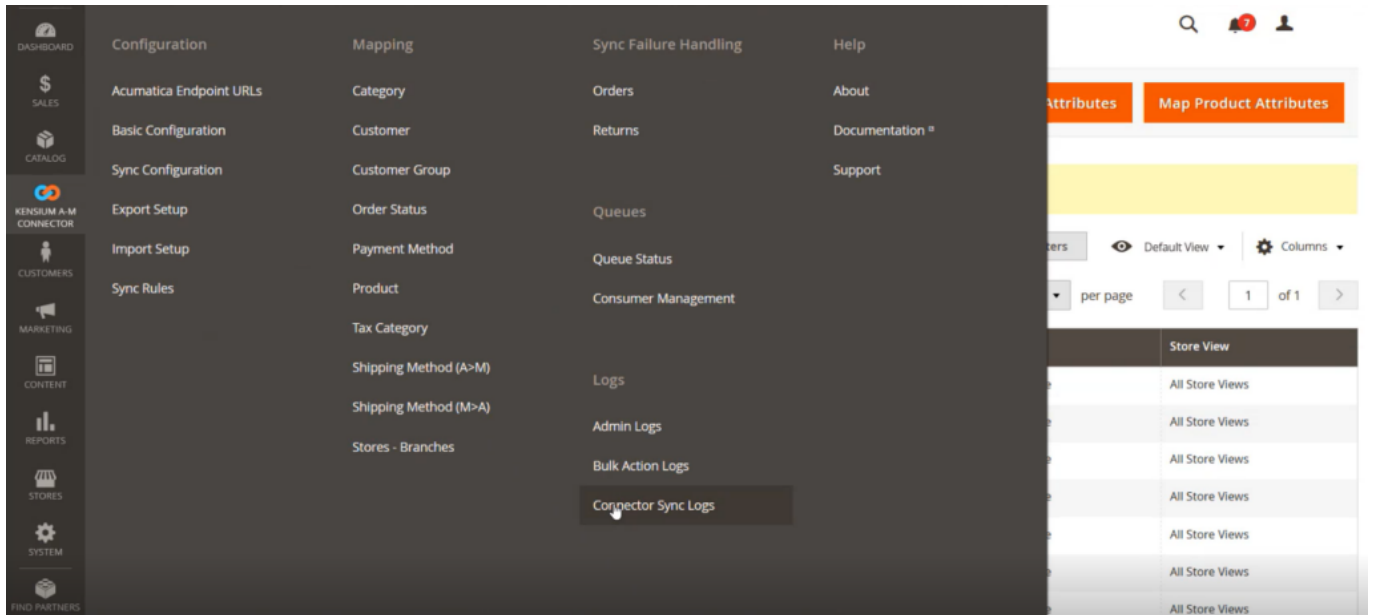 DASHBOARD
SALES
CATALOG
KENSIUM A-M
CONNECTOR
CUSTOMERS
MARKETING
CONTENT
REPORTS
STORES
SYSTEM
FIND PARTNERS
Configuration
Acumatica Endpoint URLs
Basic Configuration
Sync Configuration
Export Setup
Import Setup
Sync Rules
Mapping
Category
Customer
Customer Group
Order Status
Payment Method
Product
Tax Category
Shipping Method (A>M)
Shipping Method (M>A)
Stores - Branches
Sync Failure Handling
Orders
Returns
Queues
Queue Status
Consumer Management
Logs
Admin Logs
Bulk Action Logs
Connector Sync Logs
Help
About
Documentation
Support
7
Attributes
Map Product Attributes
ters
Default View
Columns
per page
1 of 1
Store View
All Store Views
All Store Views
All Store Views
All Store Views
All Store Views
All Store Views
All Store Views